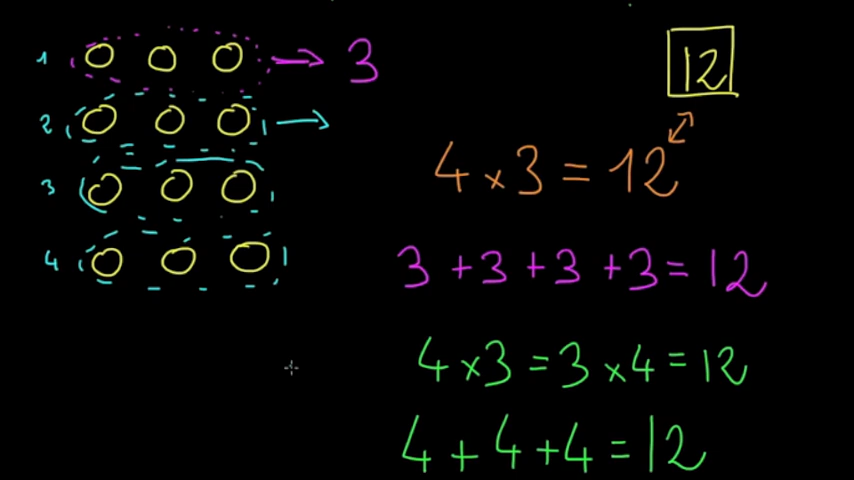 1 → 3
12
2 →
4 × 3 = 12
3
4
3 + 3 + 3 + 3 = 12
4 × 3 = 3 × 4 = 12
4 + 4 + 4 = 12